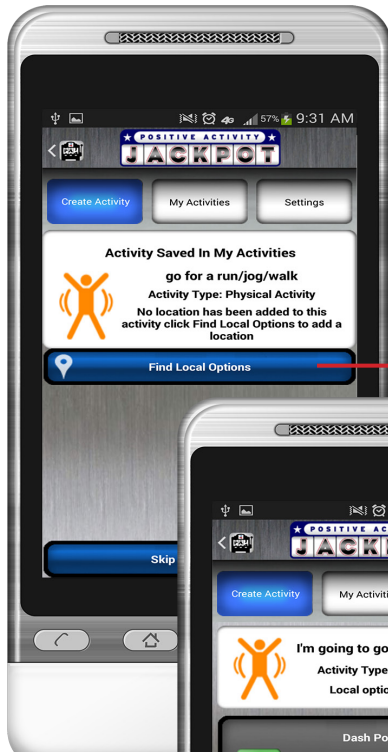 4G 57% 9:31 AM
POSITIVE ACTIVITY
JACKPOT
Create Activity My Activities Settings
Activity Saved In My Activities
go for a run/jog/walk
Activity Type: Physical Activity
No location has been added to this
activity click Find Local Options to add a
location
Find Local Options
Skip
POSITIVE AC
JACK
Create Activity My Activiti
I'm going to go
Activity Type
Local optio
Dash Po